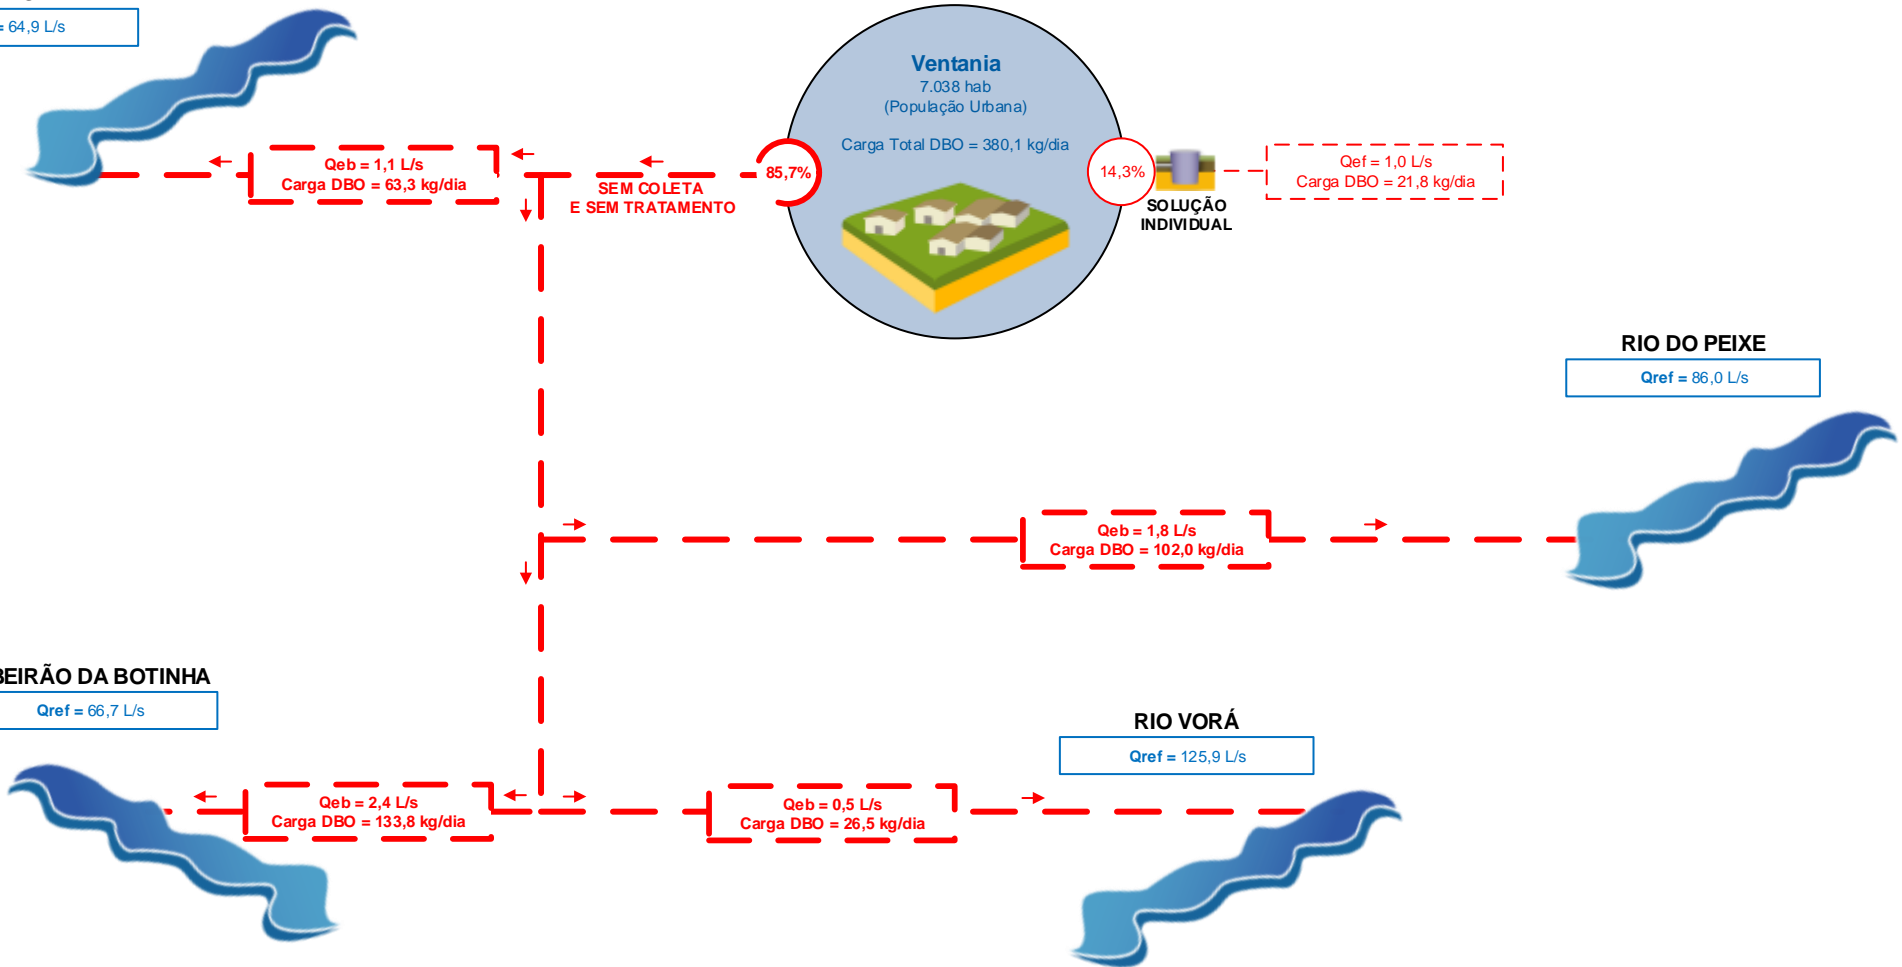 = 64,9 L/s
Ventania
7.038 hab
(População Urbana)
Carga Total DBO = 380,1 kg/dia
Qeb = 1,1 L/s
Carga DBO = 63,3 kg/dia
SEM COLETA
E SEM TRATAMENTO
85,7%
14,3%
SOLUÇÃO
INDIVIDUAL
Qef = 1,0 L/s
Carga DBO = 21,8 kg/dia
RIO DO PEIXE
Qref = 86,0 L/s
Qeb = 1,8 L/s
Carga DBO = 102,0 kg/dia
BEIRÃO DA BOTINHA
Qref = 66,7 L/s
RIO VORÁ
Qref = 125,9 L/s
Qeb = 2,4 L/s
Carga DBO = 133,8 kg/dia
Qeb = 0,5 L/s
Carga DBO = 26,5 kg/dia